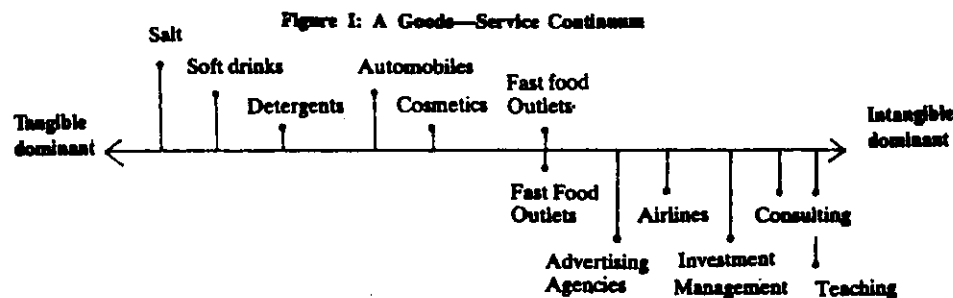 Figure I: A Goods—Service Continuum
Salt
Soft drinks
Automobiles
Fast food
Outlets
Detergents
Cosmetics
Tangible
dominant
Intangible
dominant
Fast Food
Outlets
Airlines
Consulting
Advertising
Agencies
Investment
Management
Teaching